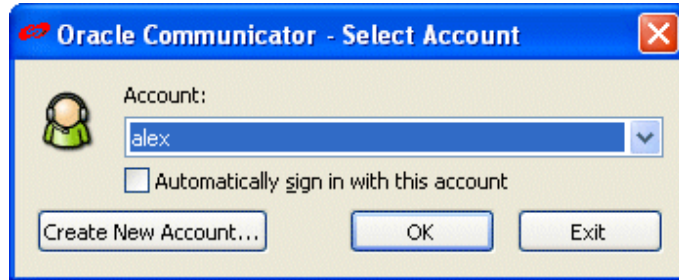 Oracle Communicator - Select Account
Account:
alex
Automatically sign in with this account
Create New Account... OK Exit